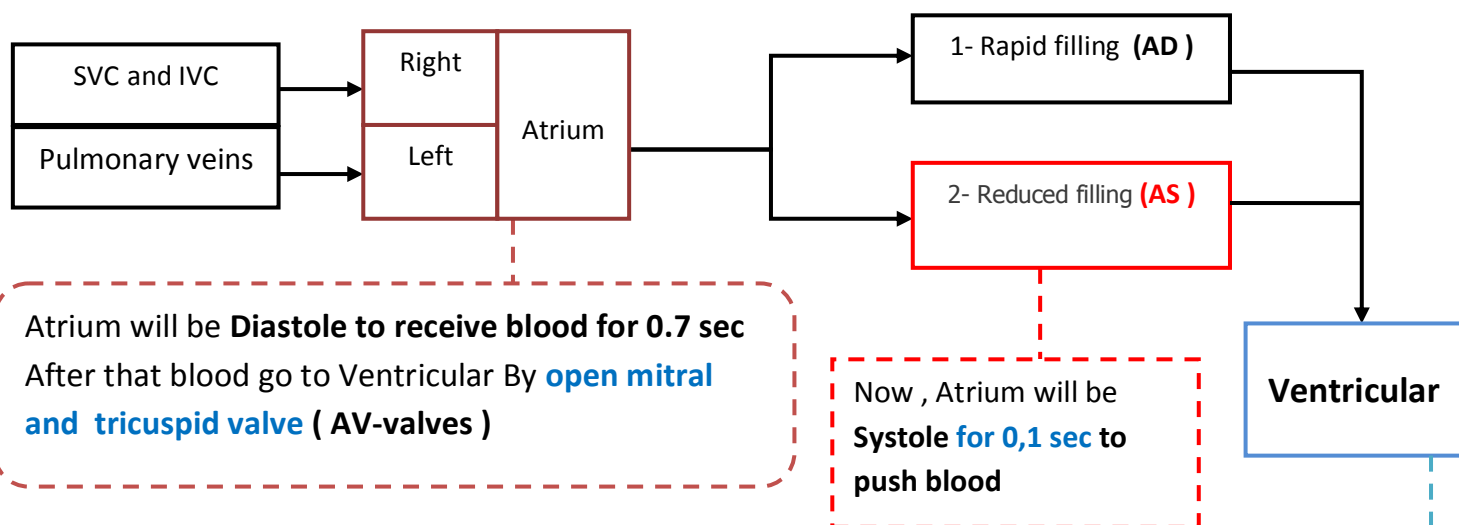 SVC and IVC
Pulmonary veins
Right
Left
Atrium
1- Rapid filling (AD )
2- Reduced filling (AS )
Atrium will be Diastole to receive blood for 0.7 sec
After that blood go to Ventricular By open mitral
and tricuspid valve ( AV-valves )
Now , Atrium will be
Systole for 0,1 sec to
push blood
Ventricular